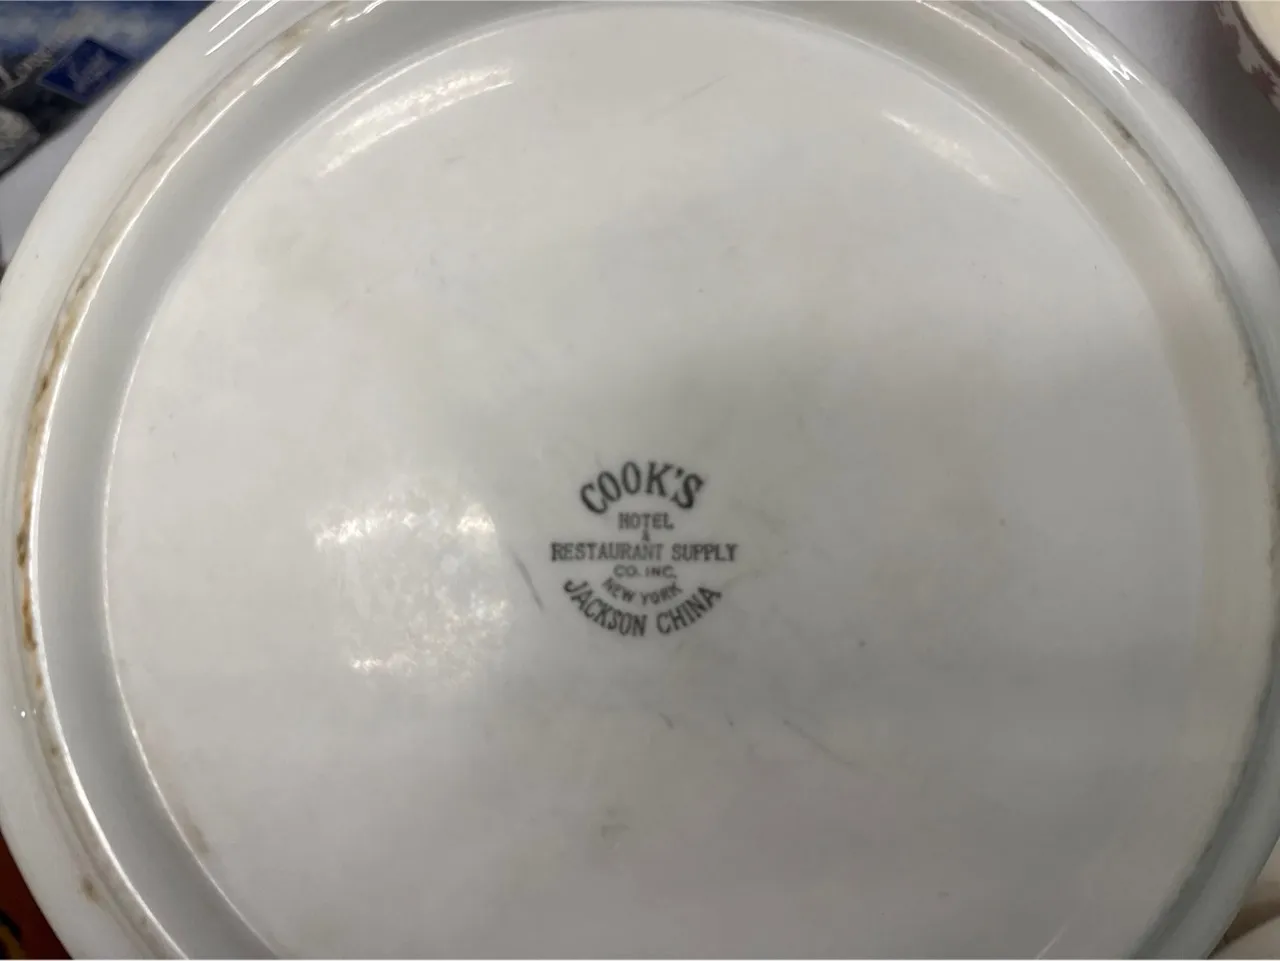 COOK'S
HOTEL
&
RESTAURANT SUPPLY
CO. INC.
NEW YORK
JACKSON CHINA